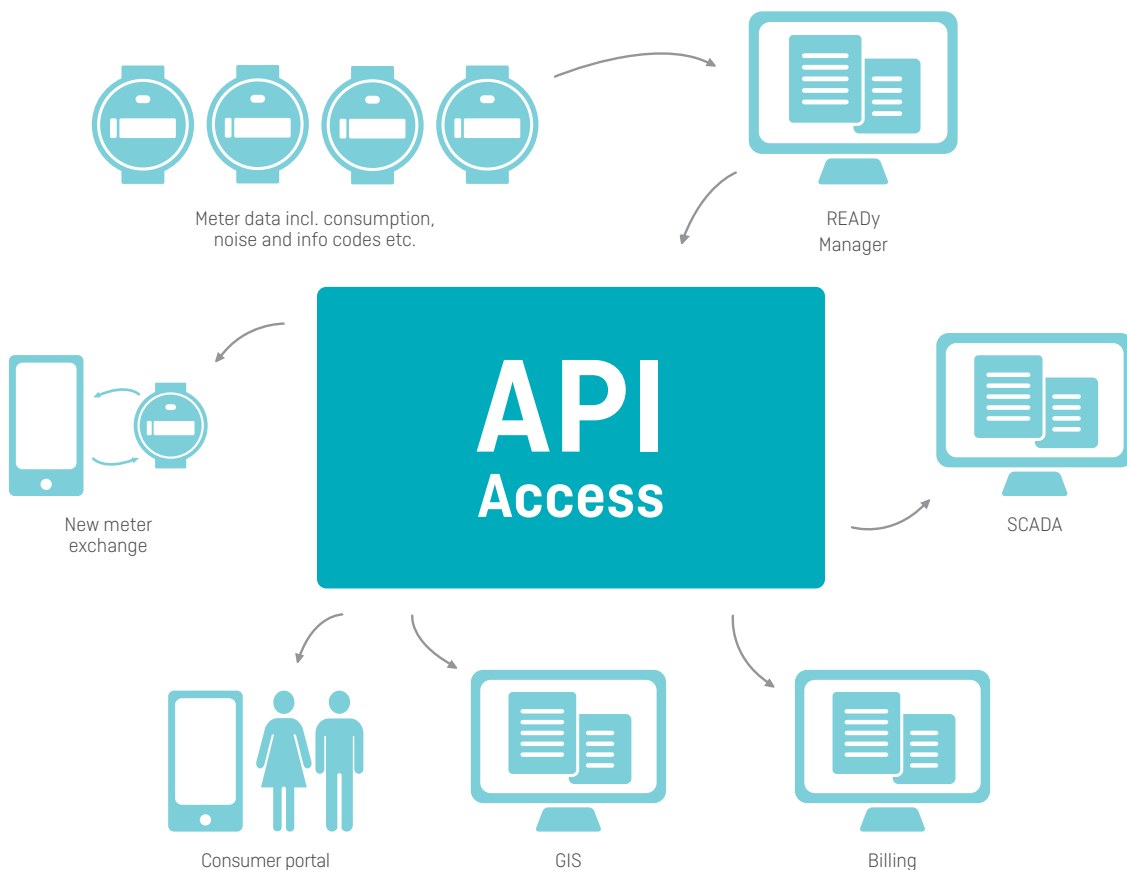 Meter data incl. consumption,
noise and info codes etc.
READy
Manager
API
Access
New meter
exchange
SCADA
Consumer portal
GIS
Billing